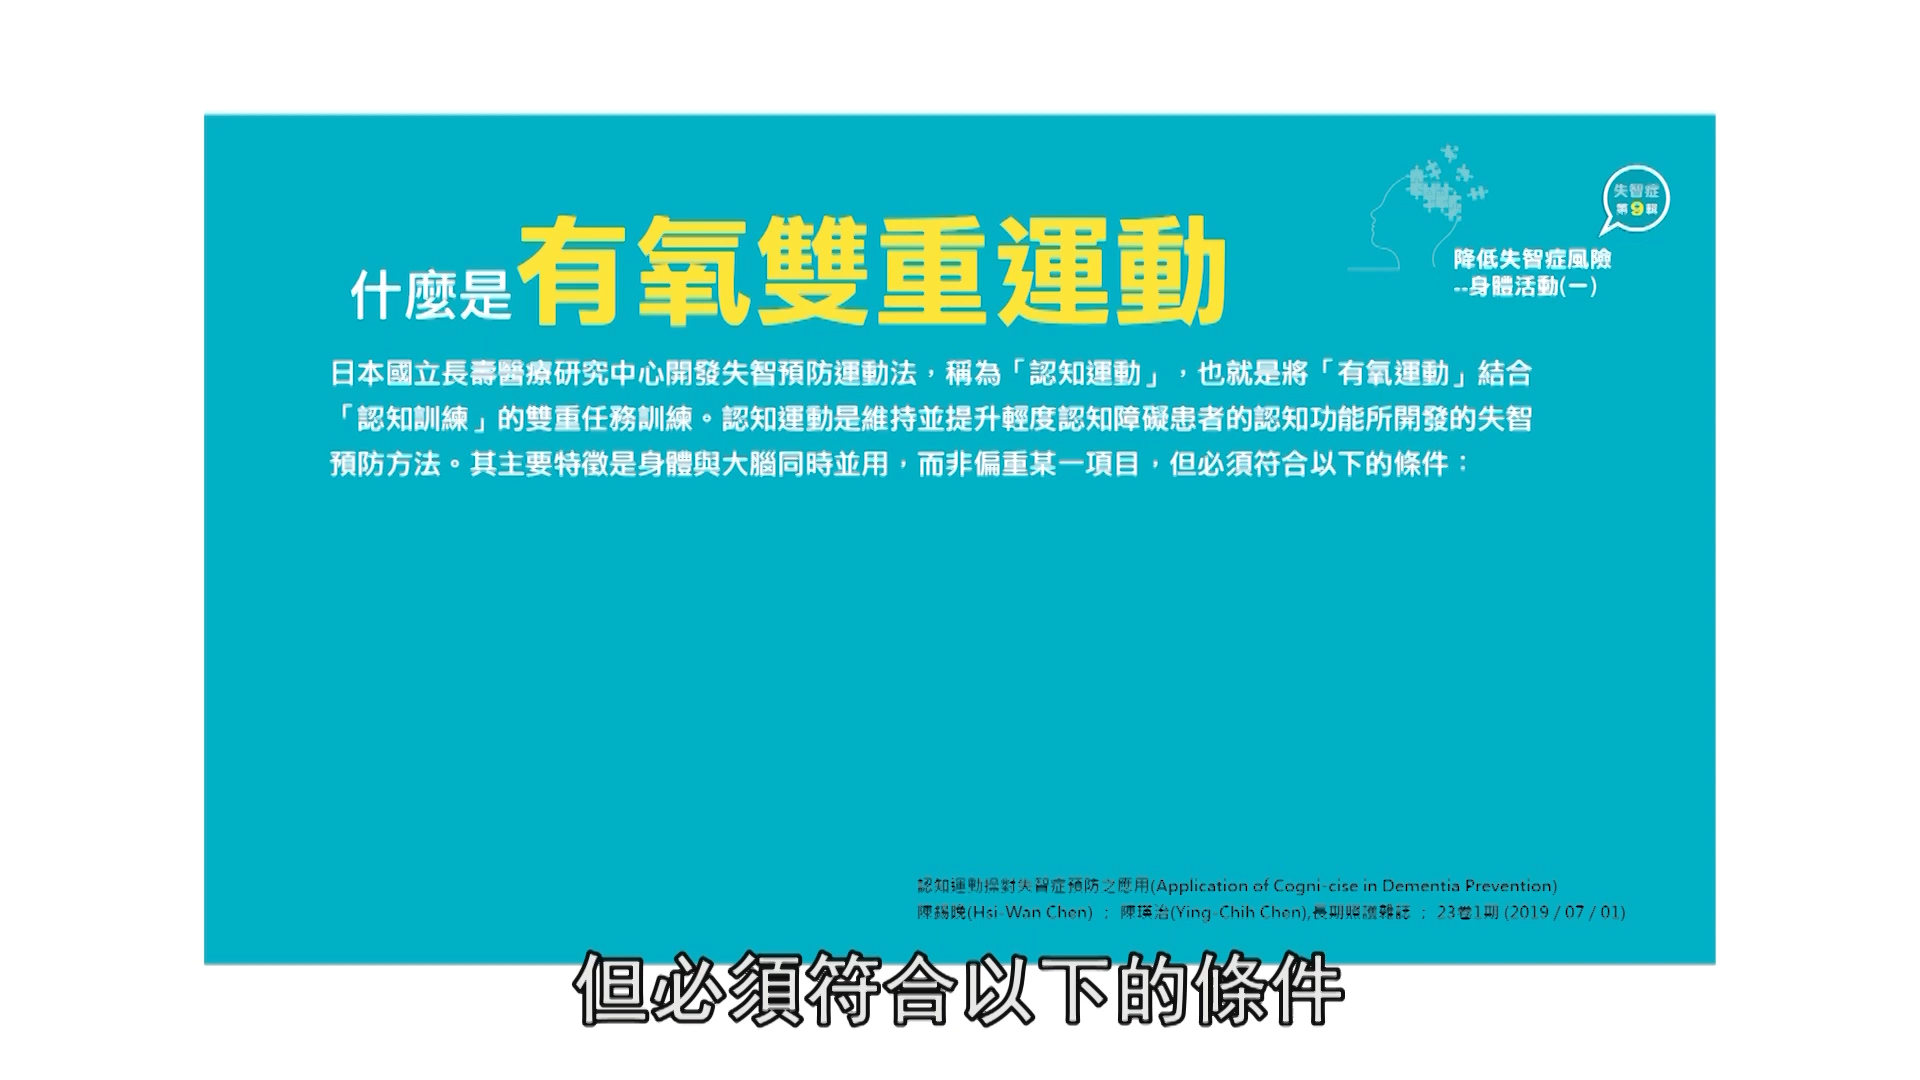 失智症
第9輯
降低失智症風險
--身體活動(一)
什麼是有氧雙重運動
日本國立長壽醫療研究中心開發失智預防運動法，稱為「認知運動」，也就是將「有氧運動」結合
「認知訓練」的雙重任務訓練。認知運動是維持並提升輕度認知障礙患者的認知功能所開發的失智
預防方法。其主要特徵是身體與大腦同時並用，而非偏重某一項目，但必須符合以下的條件：
認知運動操對失智症預防之應用(Application of Cogni-cise in Dementia Prevention)
陳錫晚(Hsi-Wan Chen) ； 陳瑛治(Ying-Chih Chen),長期照護雜誌 ； 23卷1期 (2019 / 07 / 01)
但必須符合以下的條件